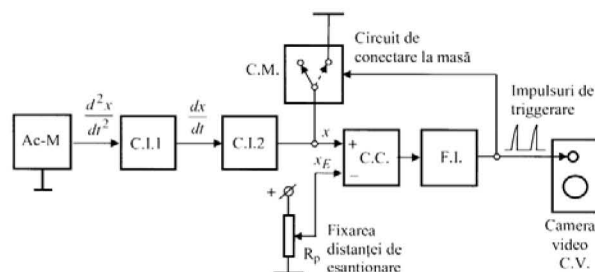 Circuit de
conectare la masă
C.M.
Impulsuri de
triggerare
d²x
dt²
dx
dt
Ac-M
C.I.1
C.I.2
x
+
C.C.
F.I.
x_E
−
+
Fixarea
distanței de
esantionare
R_p
Camera
video
C.V.